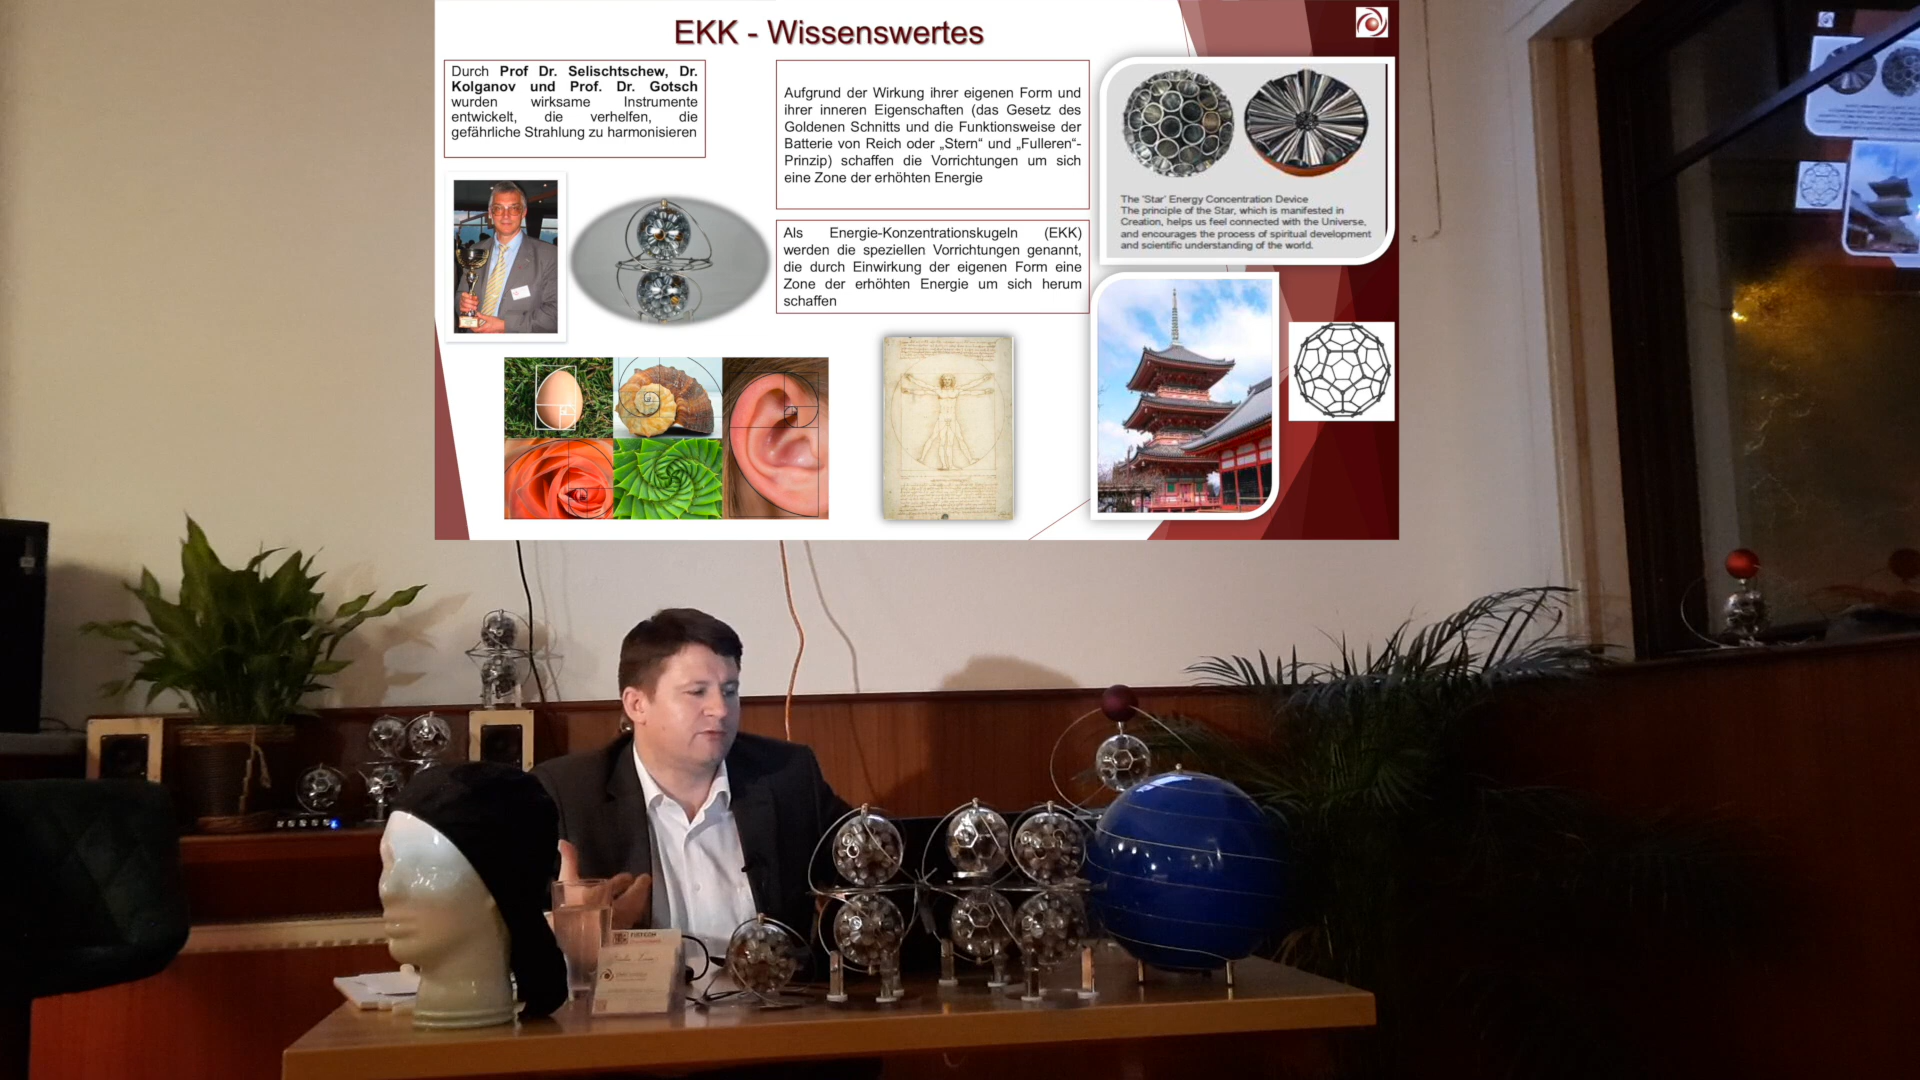 EKK - Wissenswertes
Durch Prof Dr. Selischtschew, Dr.
Kolganov und Prof. Dr. Gotsch
wurden wirksame Instrumente
entwickelt, die verhelfen, die
gefährliche Strahlung zu harmonisieren
Aufgrund der Wirkung ihrer eigenen Form und
ihrer inneren Eigenschaften (das Gesetz des
Goldenen Schnitts und die Funktionsweise der
Batterie von Reich oder „Stern“ und „Fulleren“-
Prinzip) schaffen die Vorrichtungen um sich
eine Zone der erhöhten Energie
Als Energie-Konzentrationskugeln (EKK)
werden die speziellen Vorrichtungen genannt,
die durch Einwirkung der eigenen Form eine
Zone der erhöhten Energie um sich herum
schaffen
The 'Star' Energy Concentration Device
The principle of the Star, which is manifested in
Creation, helps us feel connected with the Universe,
and encourages the process of spiritual development
and scientific understanding of the world.